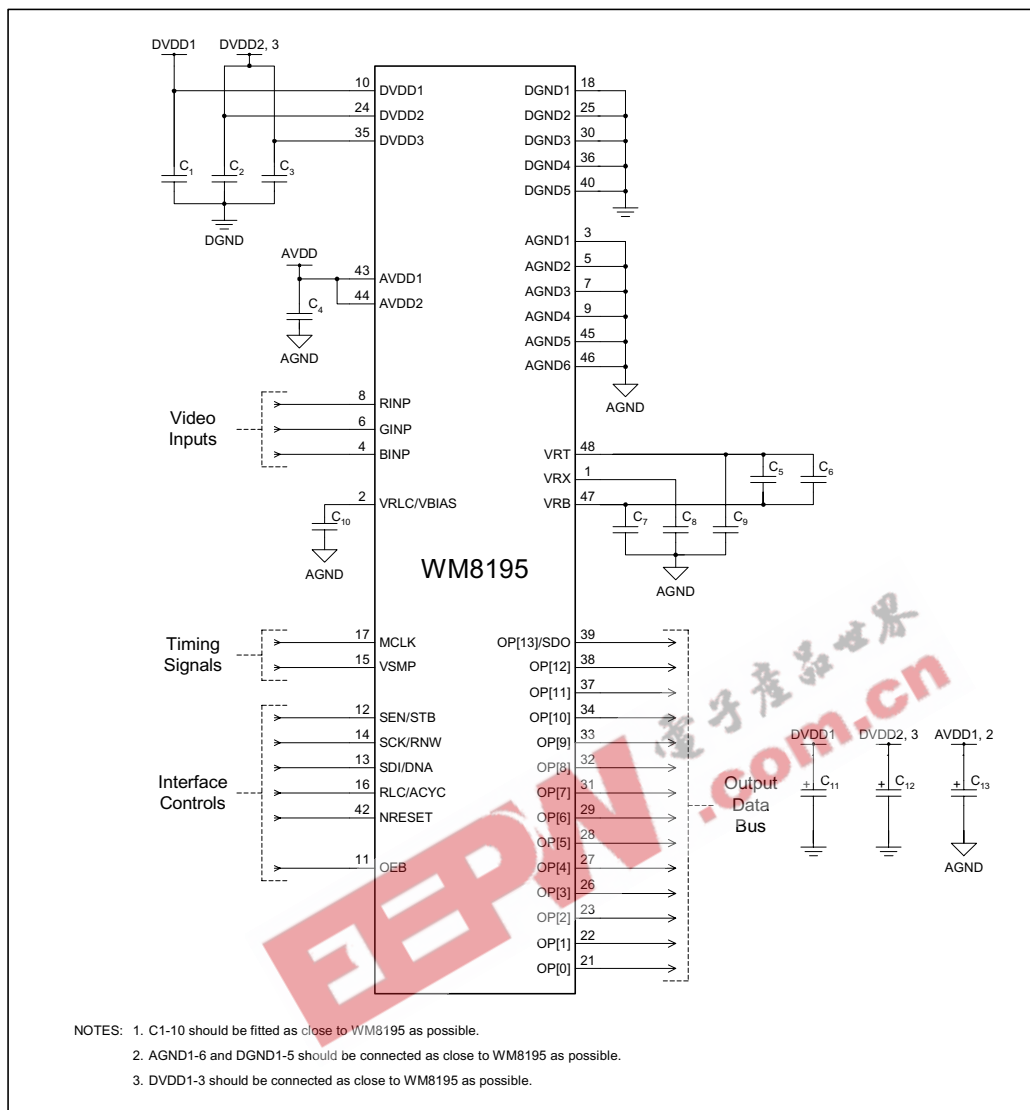 DVDD1 DVDD2, 3
10 DVDD1 DGND1 18
24 DVDD2 DGND2 25
35 DVDD3 DGND3 30
DGND4 36
C1 C2 C3 DGND5 40
DGND
AGND1 3
AVDD AGND2 5
43 AVDD1 AGND3 7
44 AVDD2 AGND4 9
C4 AGND5 45
AGND AGND6 46
AGND
Video Inputs
8 RINP
6 GINP
4 BINP
VRT 48
VRX 1
VRB 47
C5 C6
C7 C8 C9
AGND
2 VRLC/VBIAS
C10
AGND
WM8195
Timing Signals
17 MCLK
15 VSMP
Interface Controls
12 SEN/STB
14 SCK/RNW
13 SDI/DNA
16 RLC/ACYC
42 NRESET
11 OEB
OP[13]/SDO 39
OP[12] 38
OP[11] 37
OP[10] 34
OP[9] 33
OP[8] 32
OP[7] 31
OP[6] 29
OP[5] 28
OP[4] 27
OP[3] 26
OP[2] 23
OP[1] 22
OP[0] 21
Output Data Bus
DVDD1 DVDD2, 3 AVDD1, 2
+ C11 + C12 + C13
AGND
EEPW.com.cn
電子產品世界
NOTES: 1. C1-10 should be fitted as close to WM8195 as possible.
2. AGND1-6 and DGND1-5 should be connected as close to WM8195 as possible.
3. DVDD1-3 should be connected as close to WM8195 as possible.